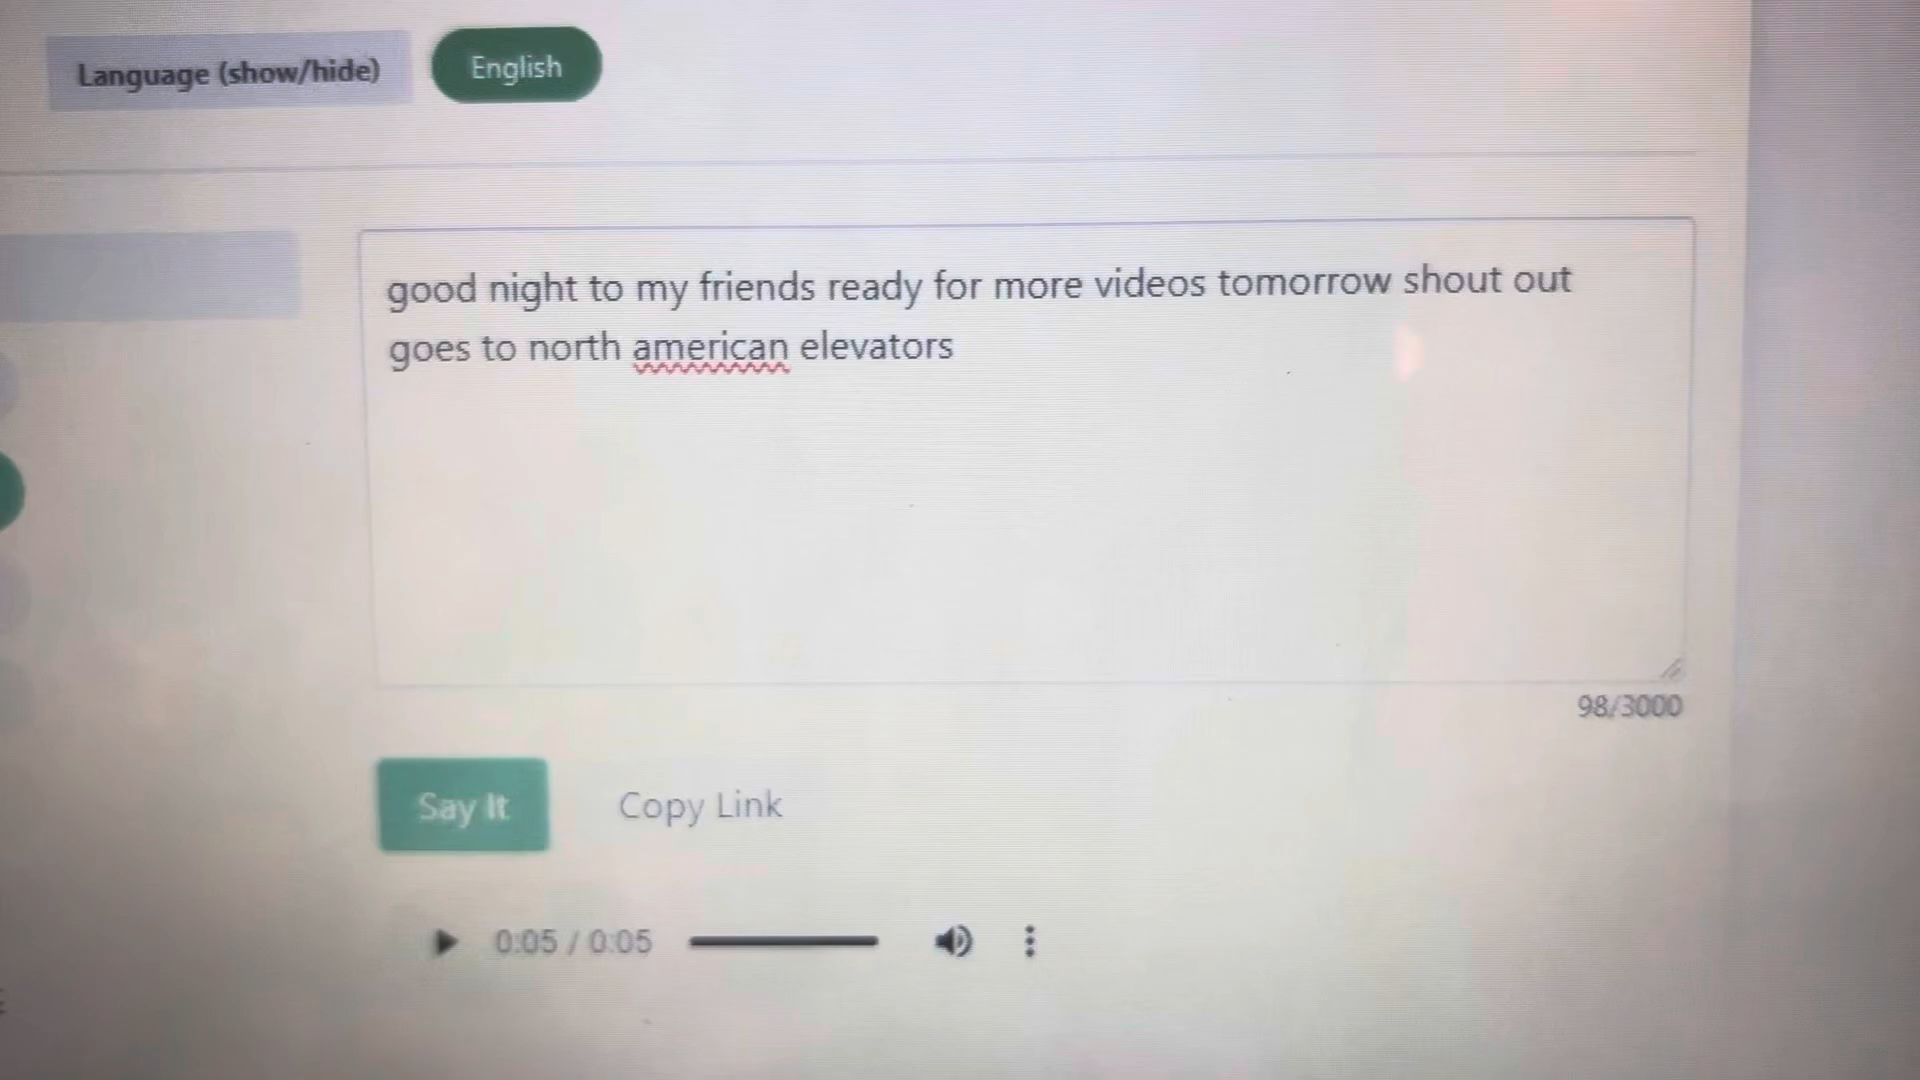 Language (show/hide) English
good night to my friends ready for more videos tomorrow shout out
goes to north american elevators
98/3000
Say It Copy Link
0:05 / 0:05